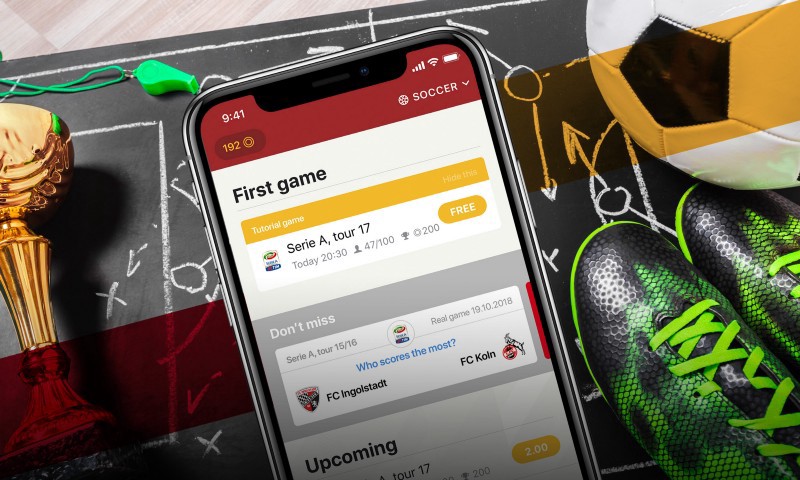 9:41
SOCCER
192
First game
Tutorial game
Hide this
Serie A, tour 17
FREE
Today 20:30 47/100 200
Don't miss
Serie A, tour 15/16
Real game 19.10.2018
Who scores the most?
FC Ingolstadt
FC Koln
Upcoming
2.00
tour 17
200